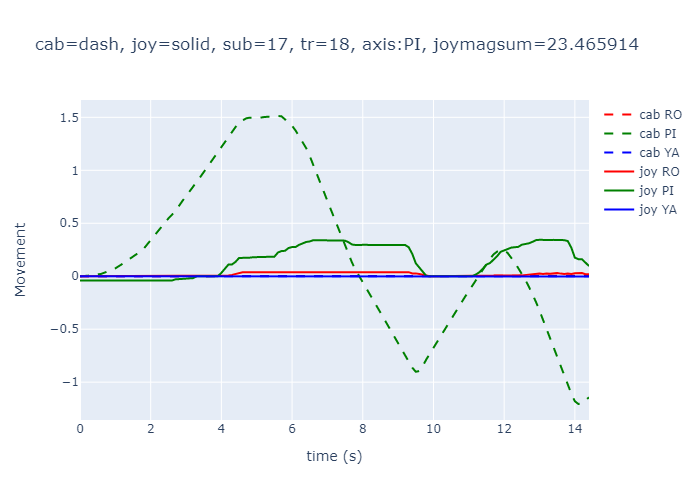 cab=dash, joy=solid, sub=17, tr=18, axis:PI, joymagsum=23.465914
1.5
1
0.5
0
−0.5
−1
Movement
0
2
4
6
8
10
12
14
time (s)
cab RO
cab PI
cab YA
joy RO
joy PI
joy YA